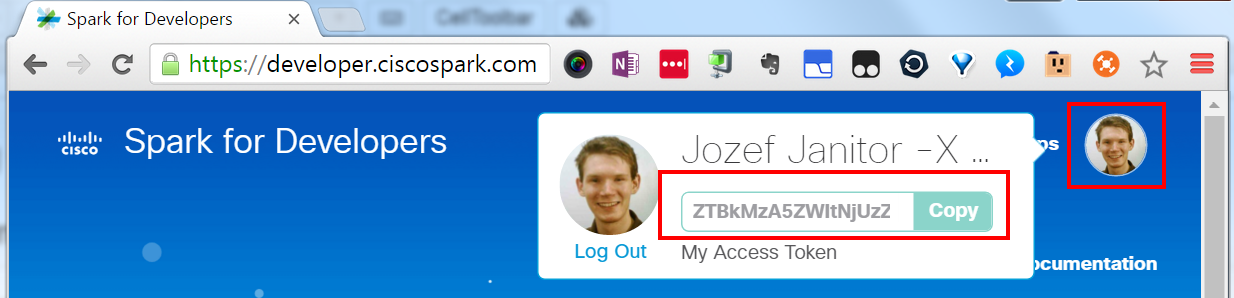 Spark for Developers
CellToolbar
https://developer.ciscospark.com
CISCO
Spark for Developers
Jozef Janitor -X ...
ps
ZTBkMzA5ZWItNjUzZ
Copy
Log Out
My Access Token
ocumentation